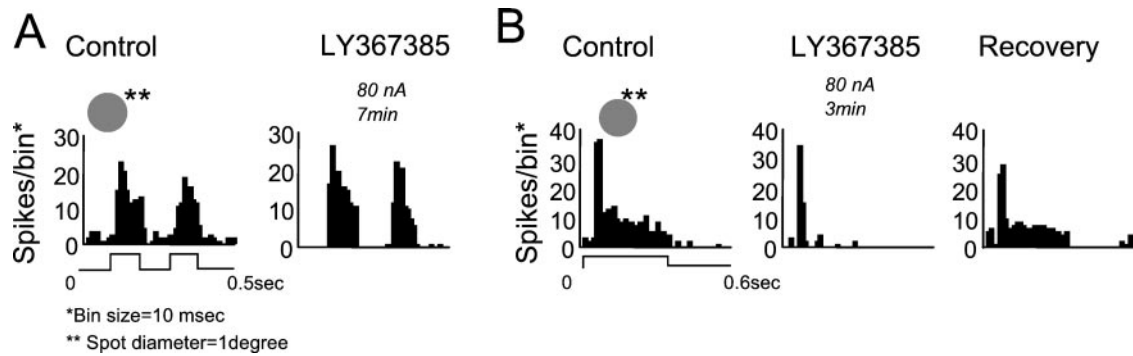 A
Control
LY367385
80 nA
7min
**
Spikes/bin*
30
20
10
0
30
20
10
0
0
0.5sec
*Bin size=10 msec
** Spot diameter=1degree
B
Control
LY367385
Recovery
80 nA
3min
**
Spikes/bin*
40
30
20
10
0
40
30
20
10
0
40
30
20
10
0
0
0.6sec